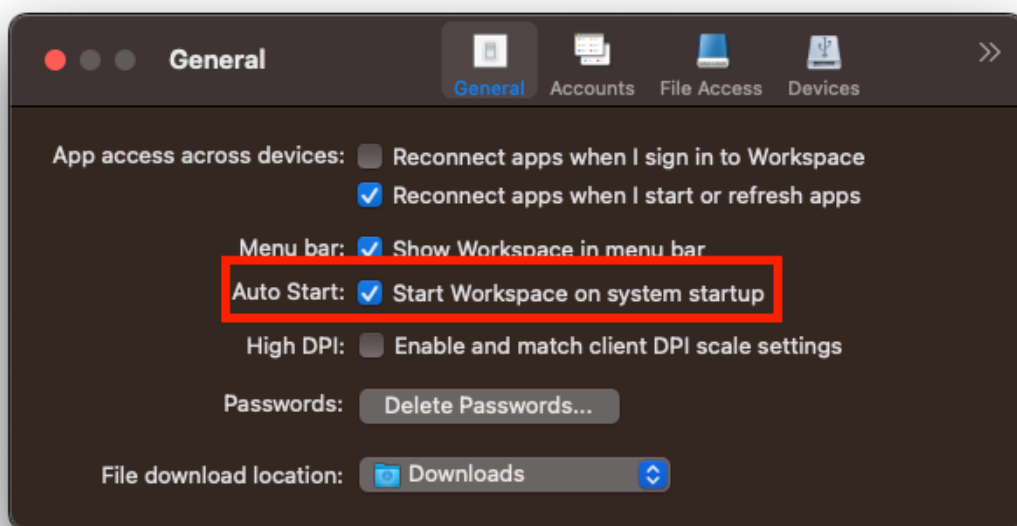 General
General Accounts File Access Devices
App access across devices: Reconnect apps when I sign in to Workspace
Reconnect apps when I start or refresh apps
Menu bar: Show Workspace in menu bar
Auto Start: Start Workspace on system startup
High DPI: Enable and match client DPI scale settings
Passwords: Delete Passwords...
File download location: Downloads